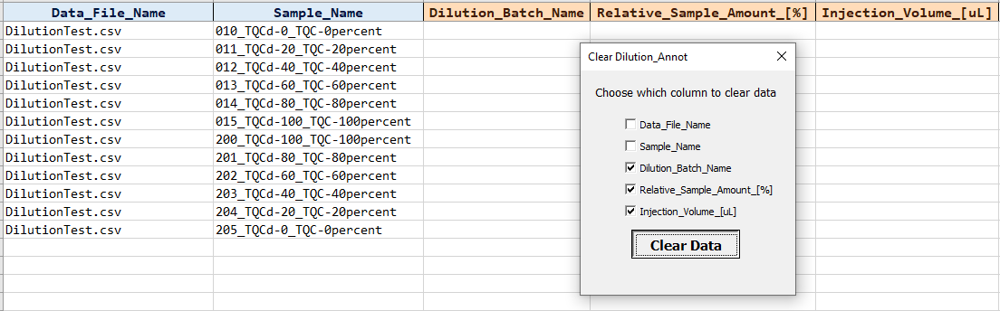 Data_File_Name Sample_Name Dilution_Batch_Name Relative_Sample_Amount_[%] Injection_Volume_[uL]
DilutionTest.csv 010_TQCd-0_TQC-0percent
DilutionTest.csv 011_TQCd-20_TQC-20percent
DilutionTest.csv 012_TQCd-40_TQC-40percent
DilutionTest.csv 013_TQCd-60_TQC-60percent
DilutionTest.csv 014_TQCd-80_TQC-80percent
DilutionTest.csv 015_TQCd-100_TQC-100percent
DilutionTest.csv 200_TQCd-100_TQC-100percent
DilutionTest.csv 201_TQCd-80_TQC-80percent
DilutionTest.csv 202_TQCd-60_TQC-60percent
DilutionTest.csv 203_TQCd-40_TQC-40percent
DilutionTest.csv 204_TQCd-20_TQC-20percent
DilutionTest.csv 205_TQCd-0_TQC-0percent
Clear Dilution_Annot
Choose which column to clear data
Data_File_Name
Sample_Name
Dilution_Batch_Name
Relative_Sample_Amount_[%]
Injection_Volume_[uL]
Clear Data